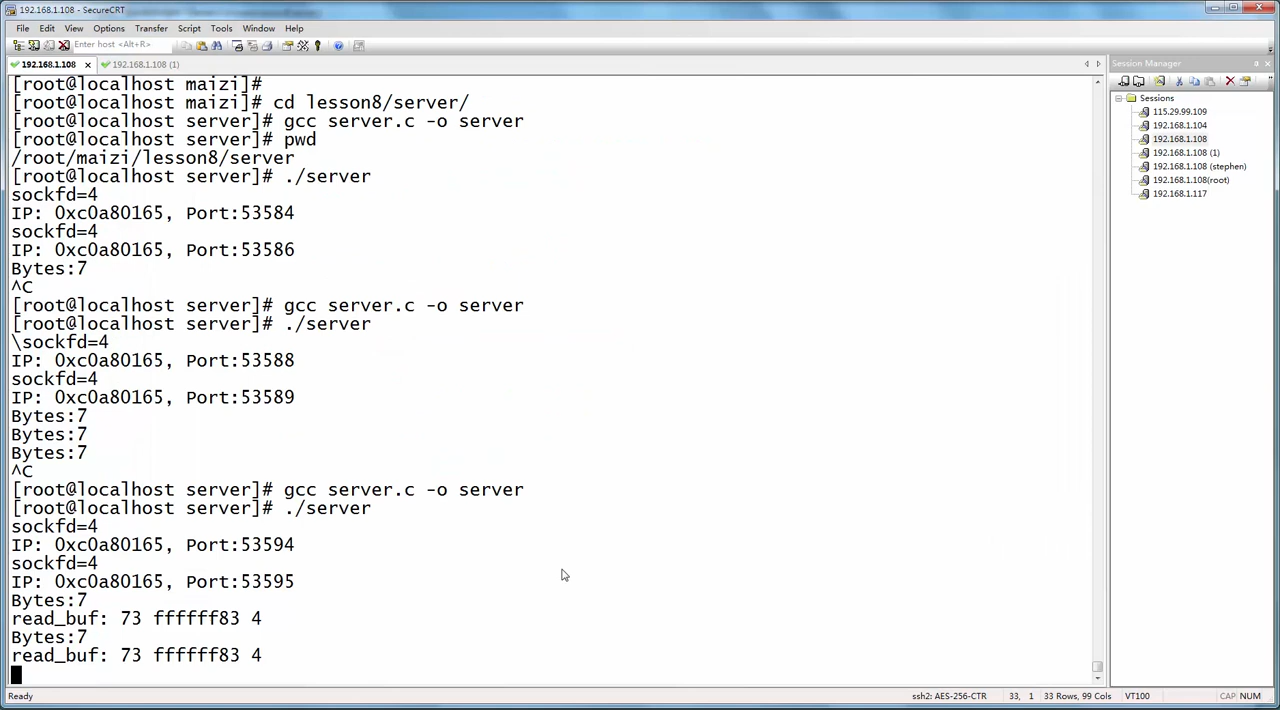 192.168.1.108 - SecureCRT
File Edit View Options Transfer Script Tools Window Help
Enter host <Alt+R>
192.168.1.108 192.168.1.108 (1)
[root@localhost maizi]#
[root@localhost maizi]# cd lesson8/server/
[root@localhost server]# gcc server.c -o server
[root@localhost server]# pwd
/root/maizi/lesson8/server
[root@localhost server]# ./server
sockfd=4
IP: 0xc0a80165, Port:53584
sockfd=4
IP: 0xc0a80165, Port:53586
Bytes:7
^C
[root@localhost server]# gcc server.c -o server
[root@localhost server]# ./server
\sockfd=4
IP: 0xc0a80165, Port:53588
sockfd=4
IP: 0xc0a80165, Port:53589
Bytes:7
Bytes:7
Bytes:7
^C
[root@localhost server]# gcc server.c -o server
[root@localhost server]# ./server
sockfd=4
IP: 0xc0a80165, Port:53594
sockfd=4
IP: 0xc0a80165, Port:53595
Bytes:7
read_buf: 73 ffffff83 4
Bytes:7
read_buf: 73 ffffff83 4
Session Manager
Sessions
115.29.99.109
192.168.1.104
192.168.1.108
192.168.1.108 (1)
192.168.1.108 (stephen)
192.168.1.108(root)
192.168.1.117
Ready ssh2: AES-256-CTR 33, 1 33 Rows, 99 Cols VT100 CAP NUM